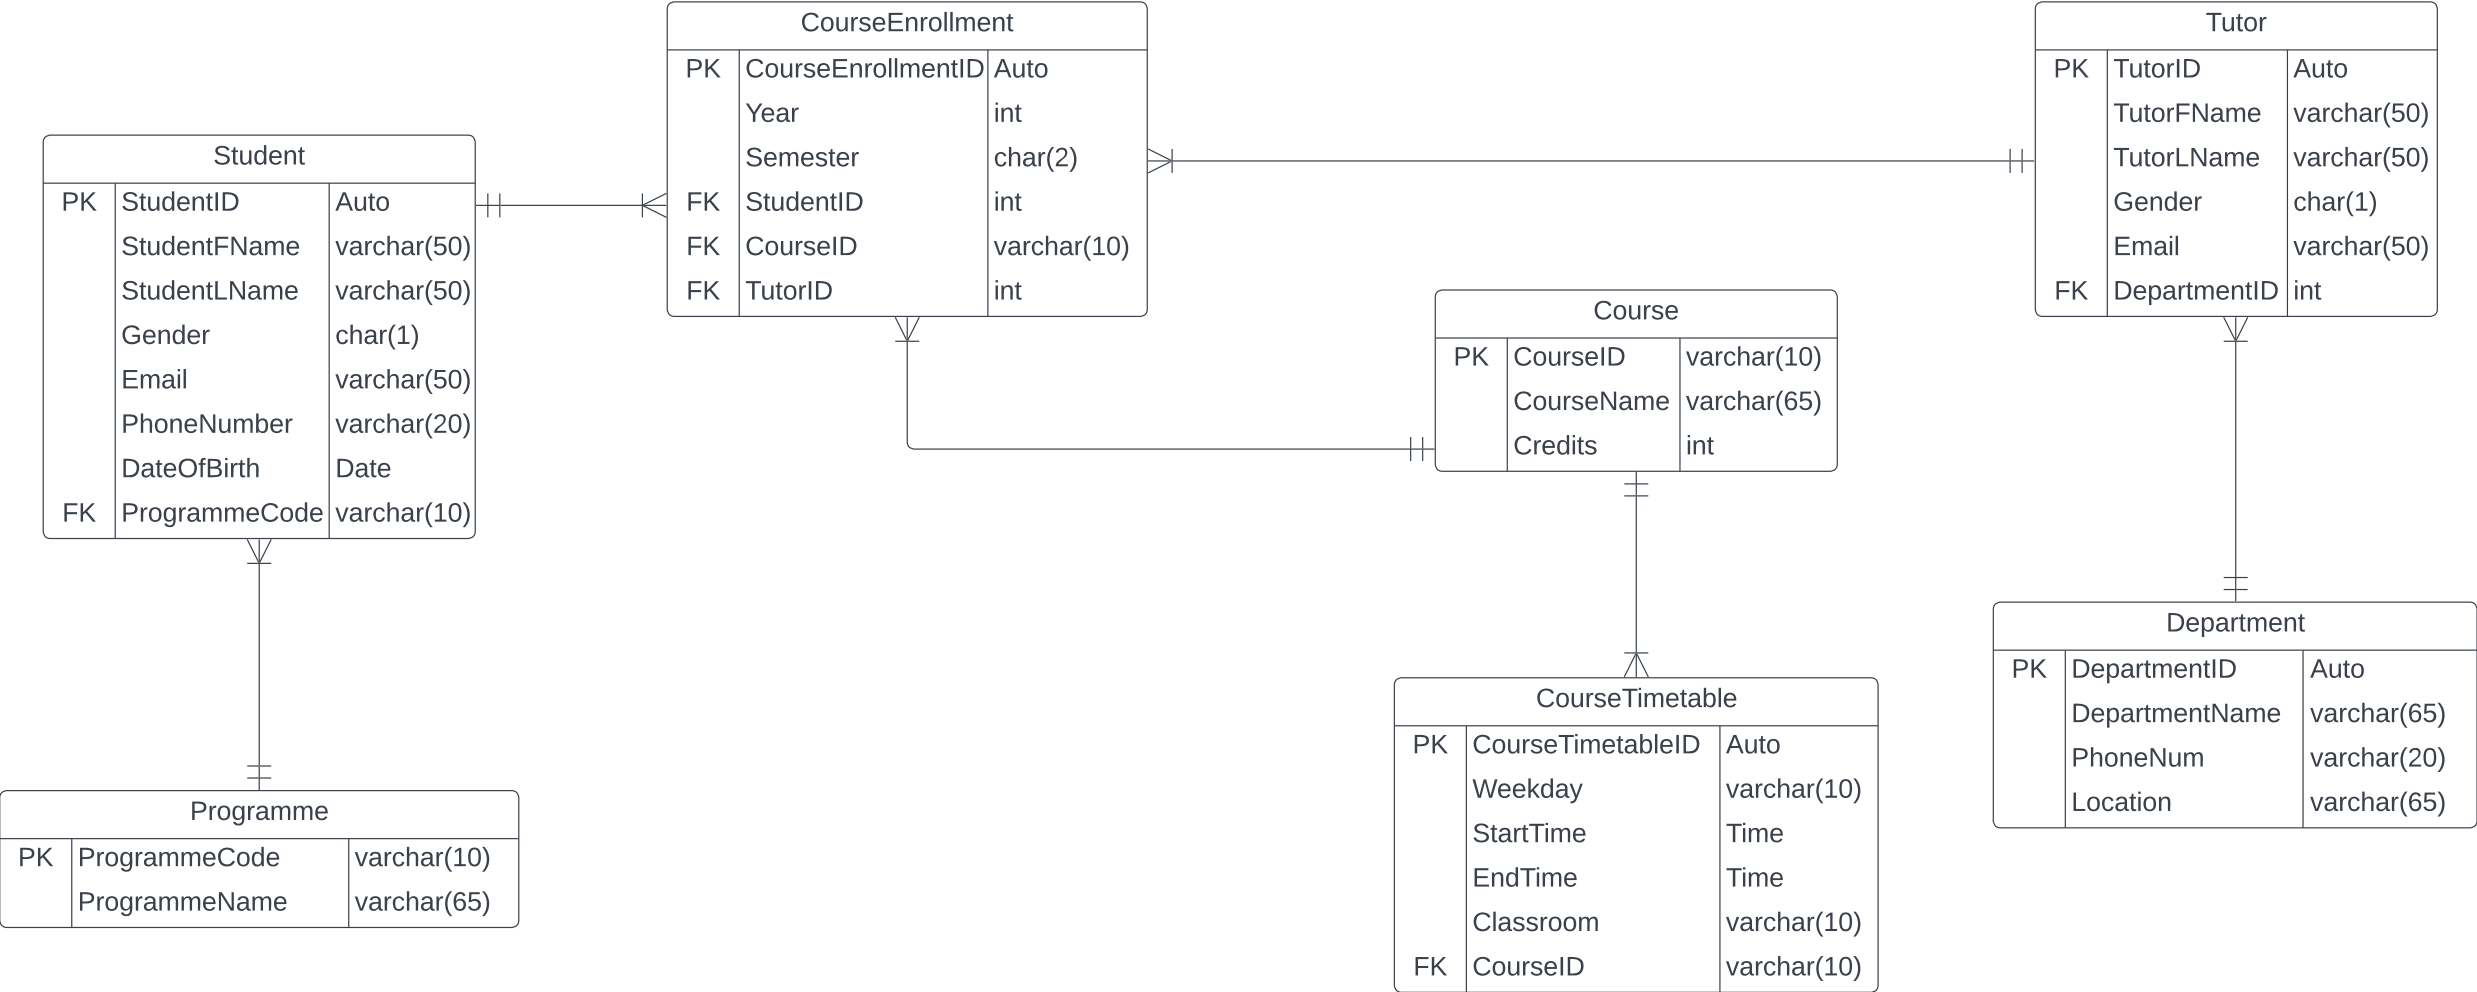 CourseEnrollment
PK CourseEnrollmentID Auto
Year int
Semester char(2)
FK StudentID int
FK CourseID varchar(10)
FK TutorID int
Tutor
PK TutorID Auto
TutorFName varchar(50)
TutorLName varchar(50)
Gender char(1)
Email varchar(50)
FK DepartmentID int
Student
PK StudentID Auto
StudentFName varchar(50)
StudentLName varchar(50)
Gender char(1)
Email varchar(50)
PhoneNumber varchar(20)
DateOfBirth Date
FK ProgrammeCode varchar(10)
Course
PK CourseID varchar(10)
CourseName varchar(65)
Credits int
Department
PK DepartmentID Auto
DepartmentName varchar(65)
PhoneNum varchar(20)
Location varchar(65)
CourseTimetable
PK CourseTimetableID Auto
Weekday varchar(10)
StartTime Time
EndTime Time
Classroom varchar(10)
FK CourseID varchar(10)
Programme
PK ProgrammeCode varchar(10)
ProgrammeName varchar(65)